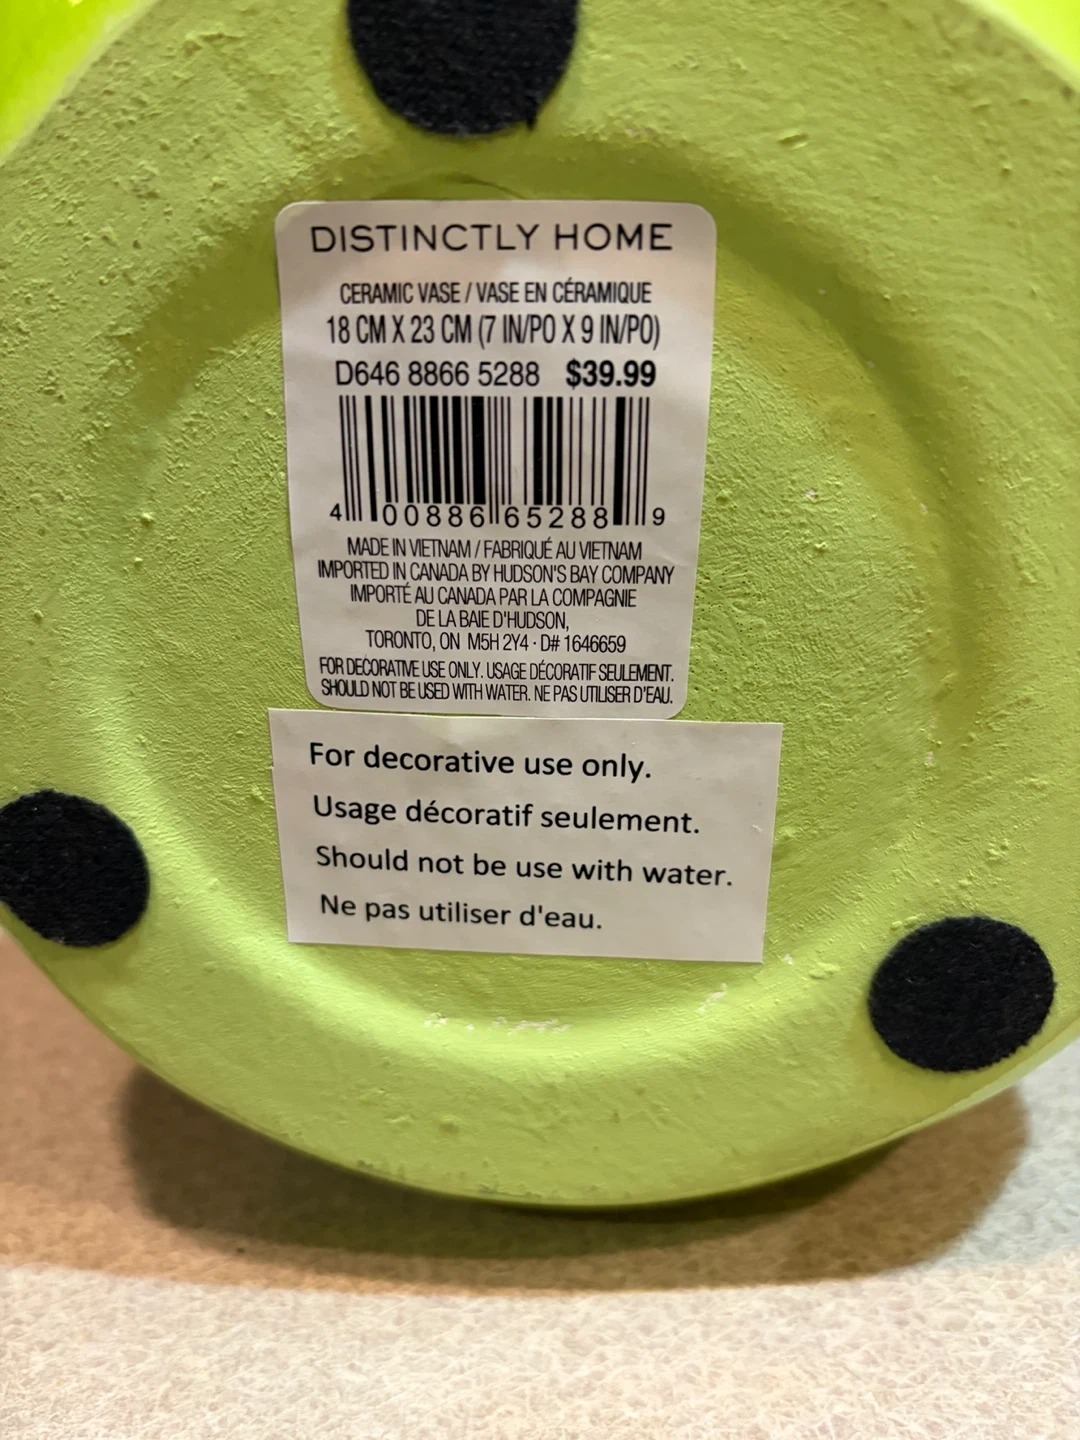 DISTINCTLY HOME
CERAMIC VASE / VASE EN CÉRAMIQUE
18 CM X 23 CM (7 IN/PO X 9 IN/PO)
D646 8866 5288 $39.99
4 00886 65288 9
MADE IN VIETNAM / FABRIQUÉ AU VIETNAM
IMPORTED IN CANADA BY HUDSON'S BAY COMPANY
IMPORTÉ AU CANADA PAR LA COMPAGNIE
DE LA BAIE D'HUDSON,
TORONTO, ON M5H 2Y4 · D# 1646659
FOR DECORATIVE USE ONLY. USAGE DÉCORATIF SEULEMENT.
SHOULD NOT BE USED WITH WATER. NE PAS UTILISER D'EAU.
For decorative use only.
Usage décoratif seulement.
Should not be use with water.
Ne pas utiliser d'eau.